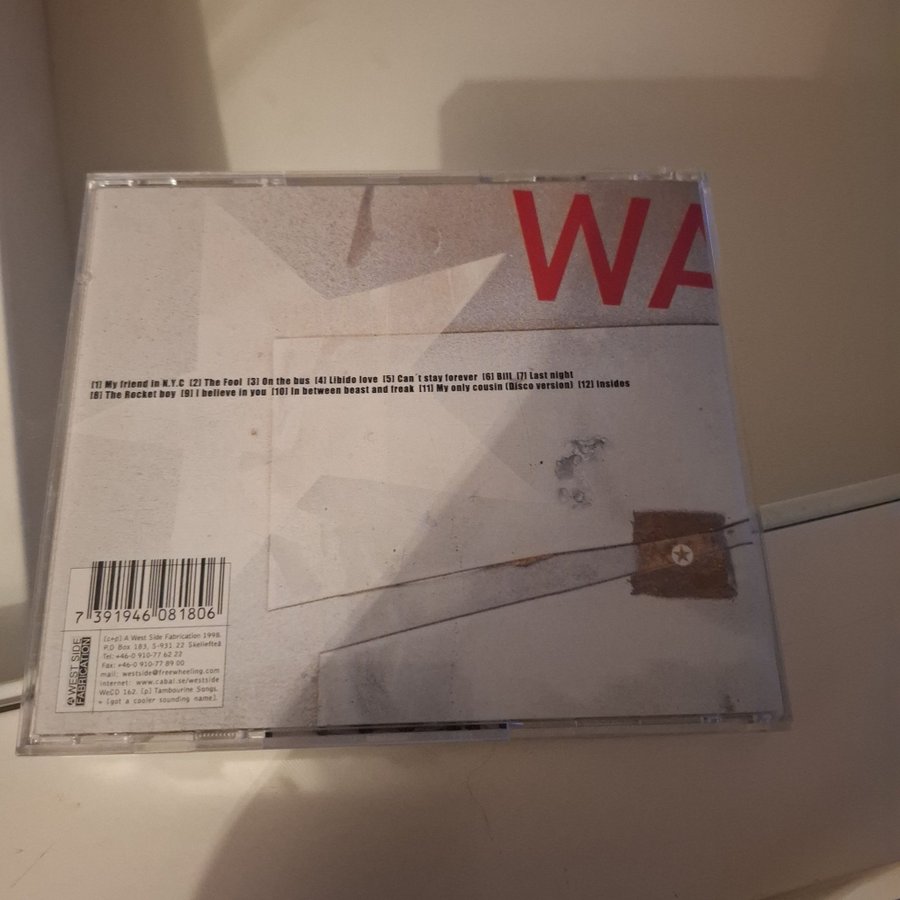 WA
[1] My friend in N.Y.C [2] The Fool [3] On the bus [4] Libido love [5] Can´t stay forever [6] Bill [7] Last night
[8] The Rocket boy [9] I believe in you [10] In between beast and freak [11] My only cousin (Disco version) [12] Insidos
7 391946 081806
A WEST SIDE
FABRICATION
(c+p) A West Side Fabrication 1998.
P.O Box 183, S-931 22 Skellefteå
Tel: +46-0 910-77 62 22
Fax: +46-0 910-77 89 00
mail: westside@freewheeling.com
internet: www.cabal.se/westside
WeCD 162. (p) Tambourine Songs.
+ [got a cooler sounding name].